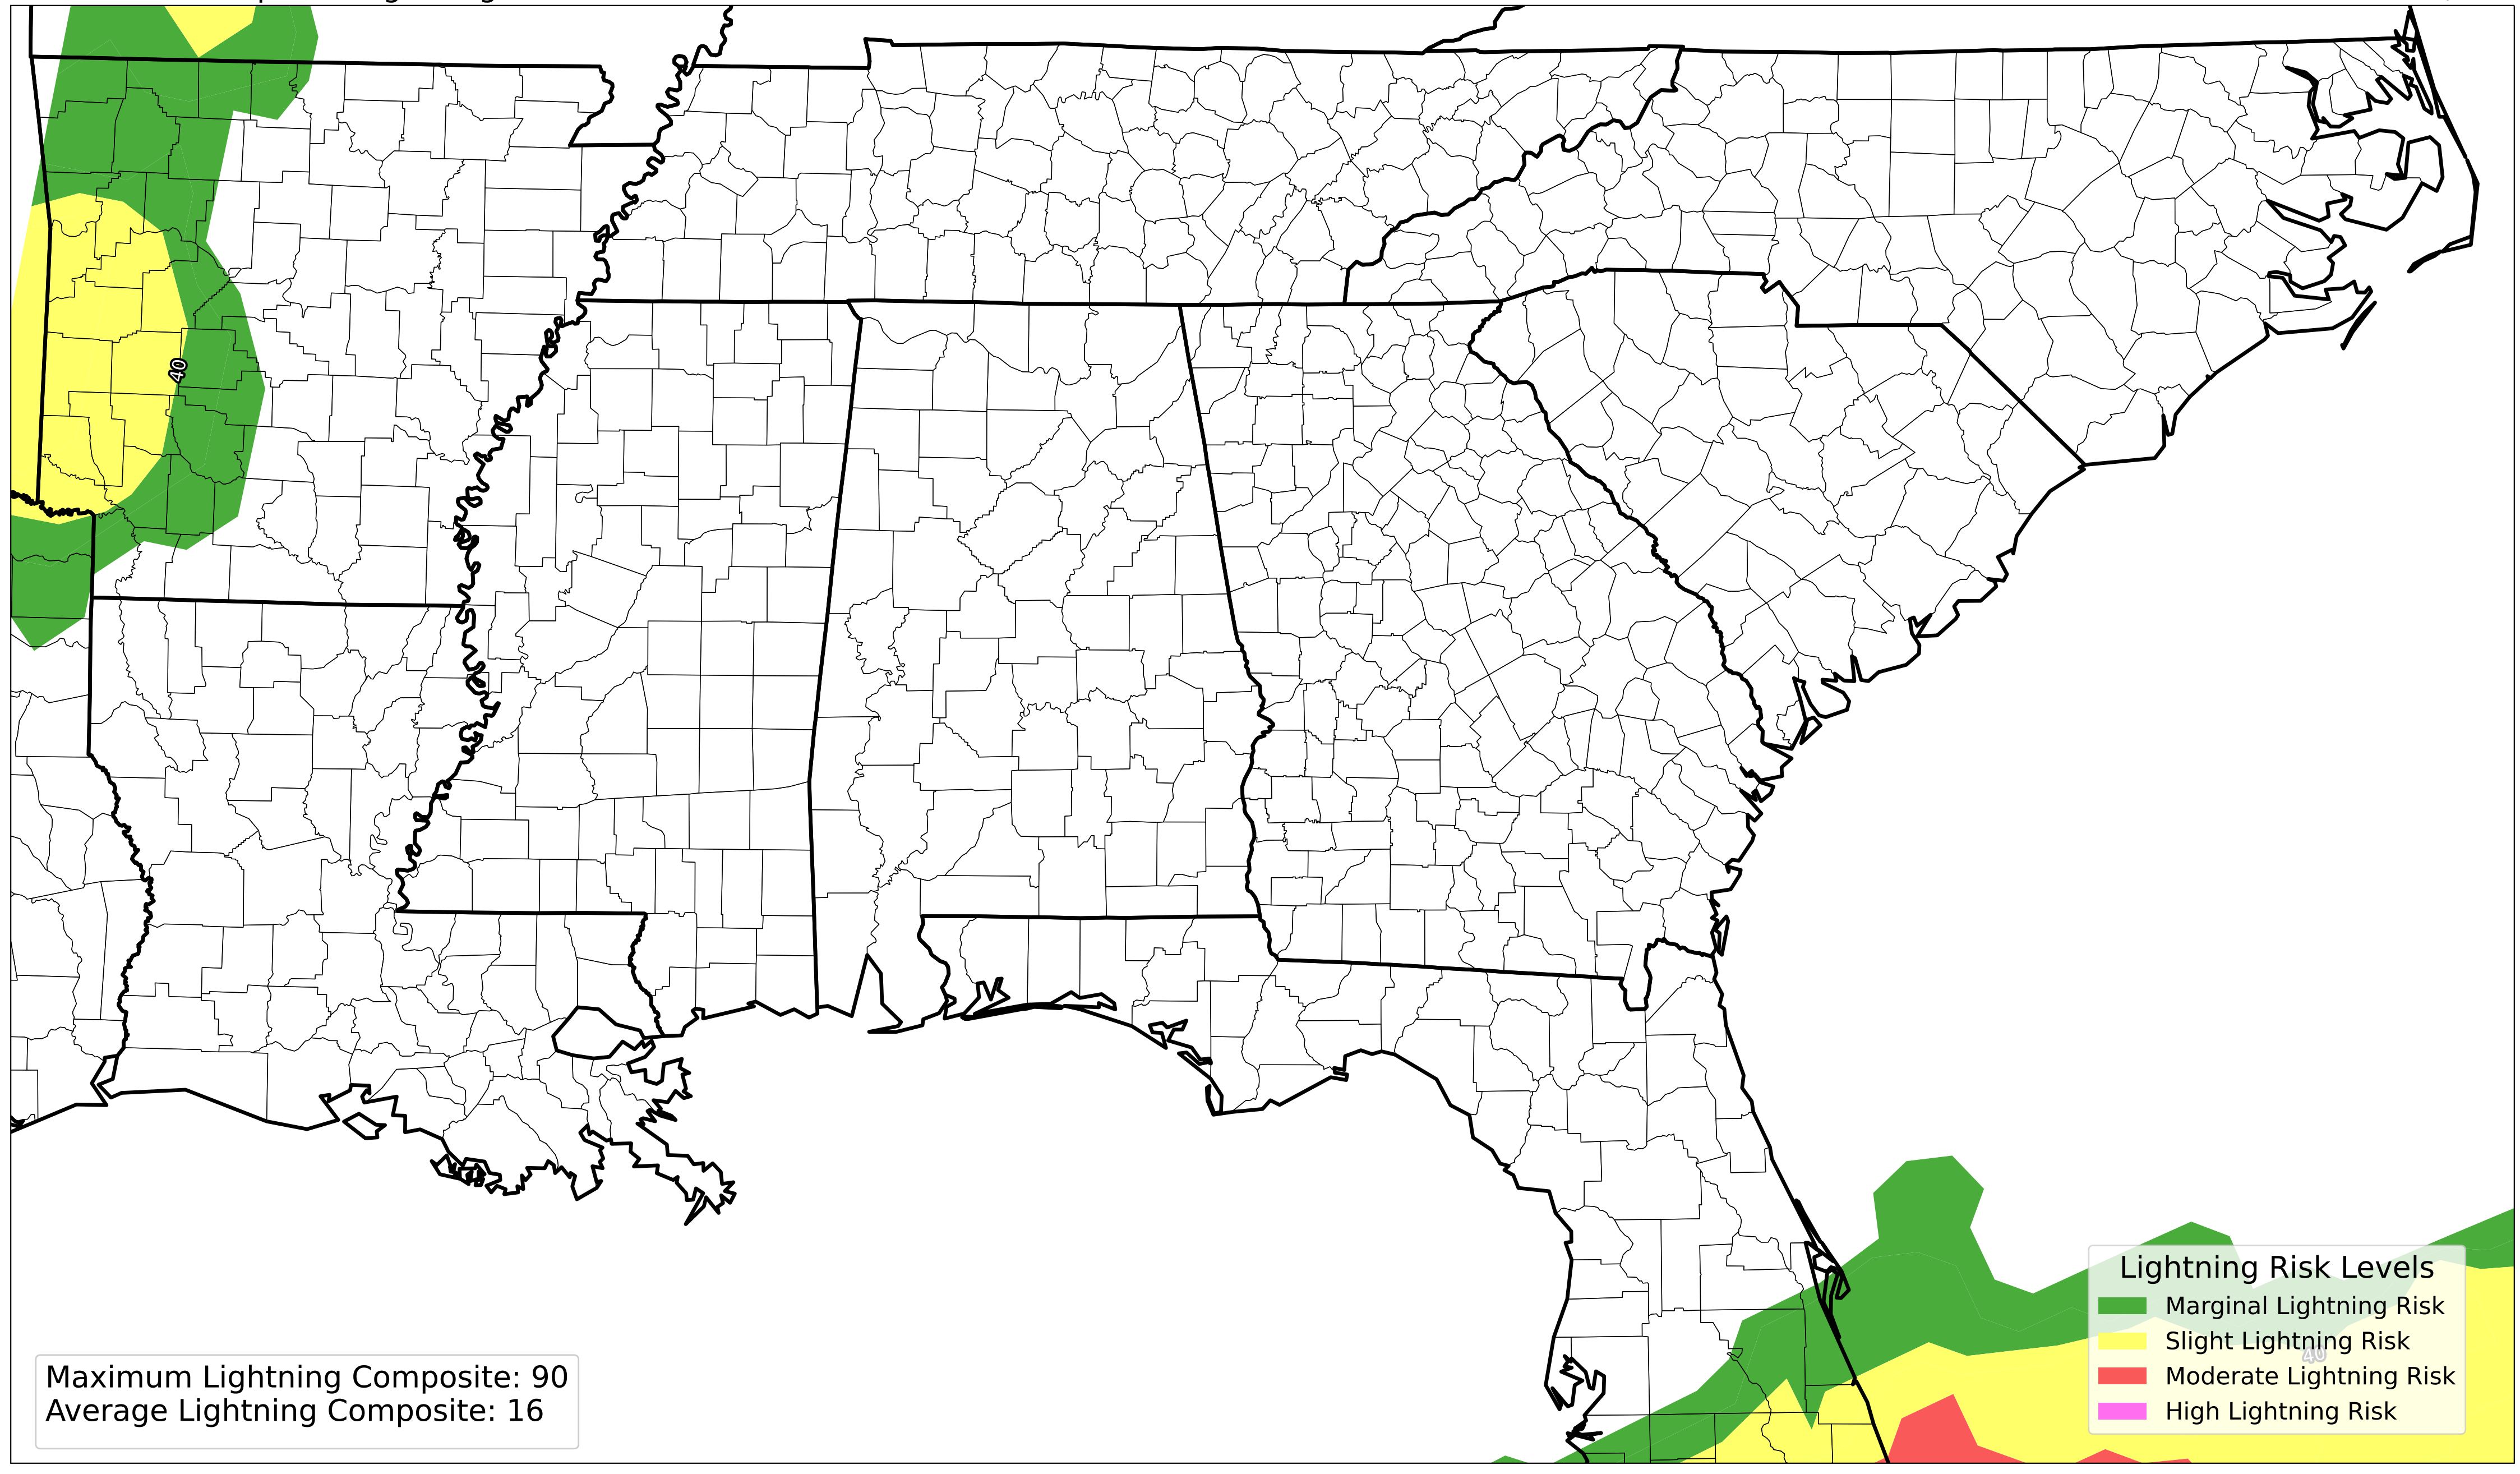 40
Maximum Lightning Composite: 90
Average Lightning Composite: 16
Lightning Risk Levels
Marginal Lightning Risk
Slight Lightning Risk
40
Moderate Lightning Risk
High Lightning Risk